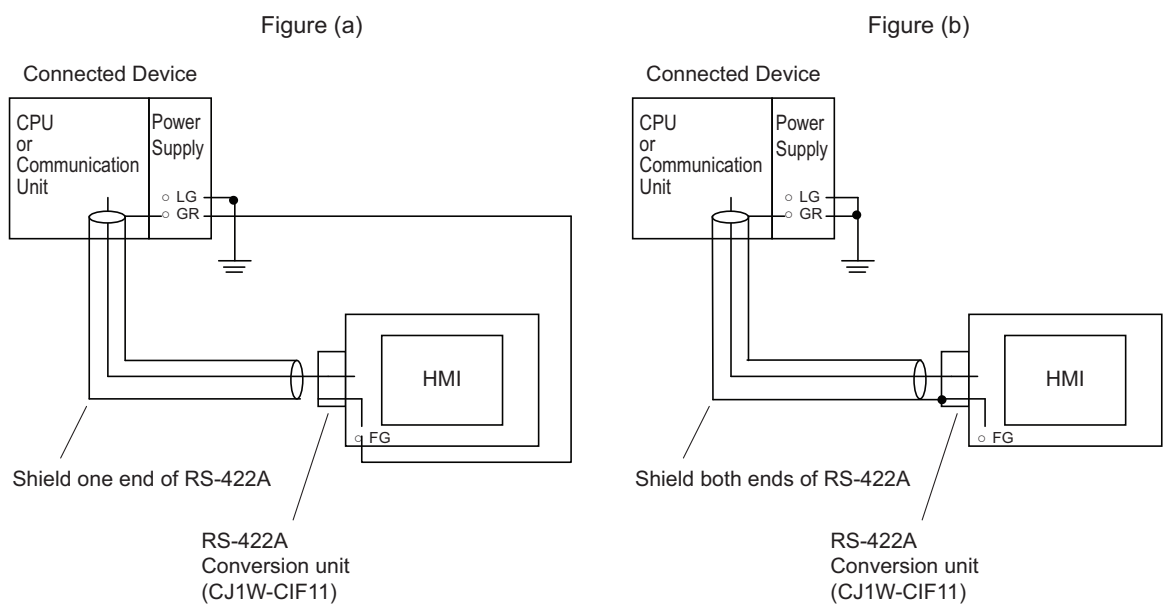 Figure (a)
Connected Device
CPU
or
Communication
Unit
Power
Supply
LG
GR
HMI
FG
Shield one end of RS-422A
RS-422A
Conversion unit
(CJ1W-CIF11)
Figure (b)
Connected Device
CPU
or
Communication
Unit
Power
Supply
LG
GR
HMI
FG
Shield both ends of RS-422A
RS-422A
Conversion unit
(CJ1W-CIF11)